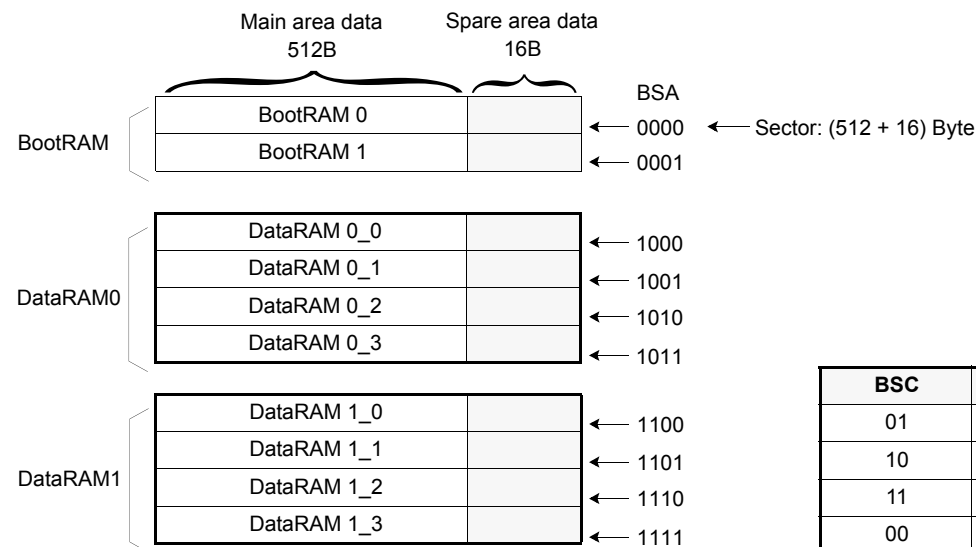 Main area data Spare area data
512B 16B
BSA
BootRAM
BootRAM 0
0000 Sector: (512 + 16) Byte
BootRAM 1
0001
DataRAM0
DataRAM 0_0
1000
DataRAM 0_1
1001
DataRAM 0_2
1010
DataRAM 0_3
1011
DataRAM1
DataRAM 1_0
1100
DataRAM 1_1
1101
DataRAM 1_2
1110
DataRAM 1_3
1111
BSC
01
10
11
00